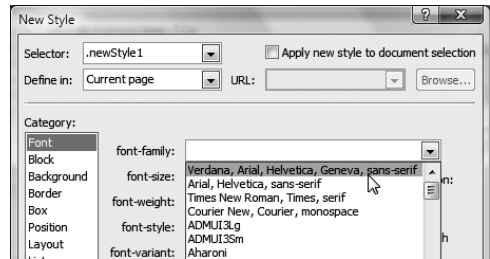 New Style
Selector: .newStyle1 Apply new style to document selection
Define in: Current page URL: Browse...
Category:
Font
Block
Background
Border
Box
Position
Layout
font-family:
font-size:
font-weight:
font-style:
font-variant:
Verdana, Arial, Helvetica, Geneva, sans-serif
Arial, Helvetica, sans-serif
Times New Roman, Times, serif
Courier New, Courier, monospace
ADMUI3Lg
ADMUI3Sm
Aharoni
n:
h